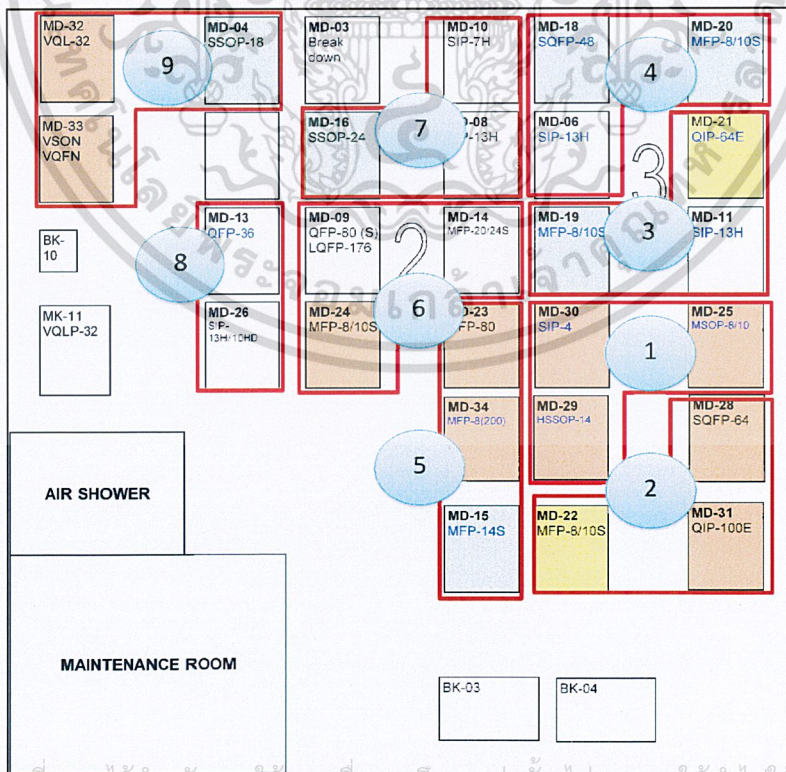 MD-32
VQL-32
9
MD-04
SSOP-18
MD-03
Break
down
MD-10
SIP-7H
MD-18
SQFP-48
4
MD-20
MFP-8/10S
MD-33
VSON
VQFN
MD-16
SSOP-24
7
D-08
P-13H
MD-06
SIP-13H
3
MD-21
QIP-64E
BK-
10
8
MD-13
QFP-36
MD-09
QFP-80 (S)
LQFP-176
2
MD-14
MFP-20/24S
MD-19
MFP-8/10S
3
MD-11
SIP-13H
MK-11
VQLP-32
MD-26
SIP-
13H/10HD
MD-24
MFP-8/10S
6
D-23
FP-80
MD-30
SIP-4
1
MD-25
MSOP-8/10
5
MD-34
MFP-8(200)
MD-29
HSSOP-14
MD-28
SQFP-64
AIR SHOWER
MD-15
MFP-14S
MD-22
MFP-8/10S
2
MD-31
QIP-100E
MAINTENANCE ROOM
BK-03
BK-04